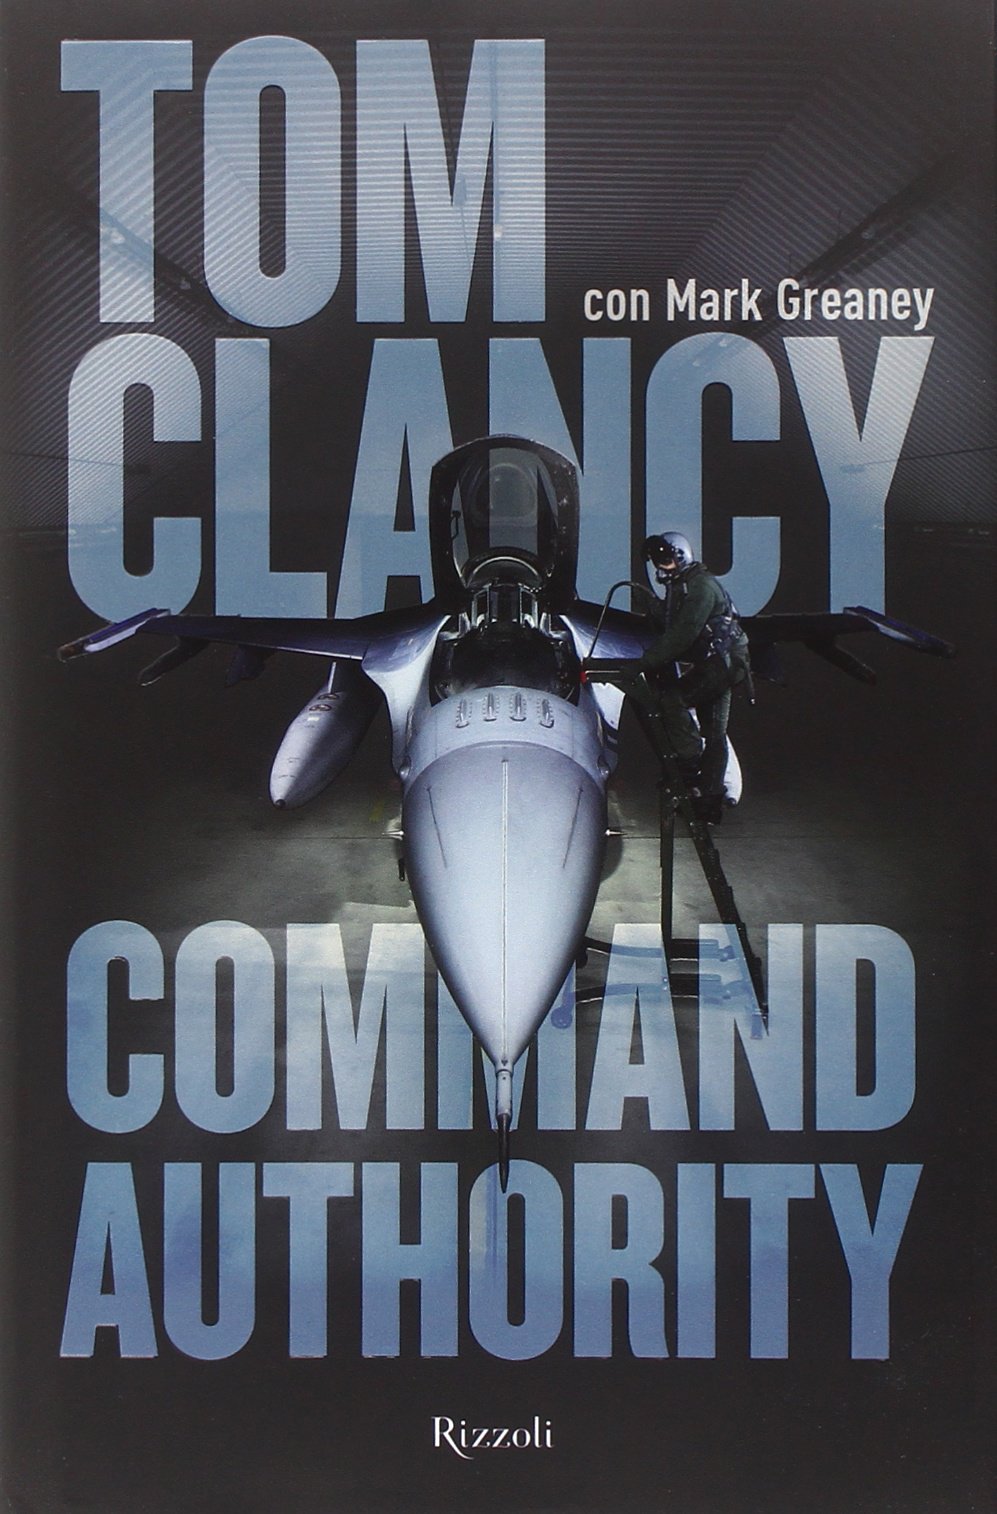 TOM
con Mark Greaney
CLANCY
COMMAND
AUTHORITY
Rizzoli